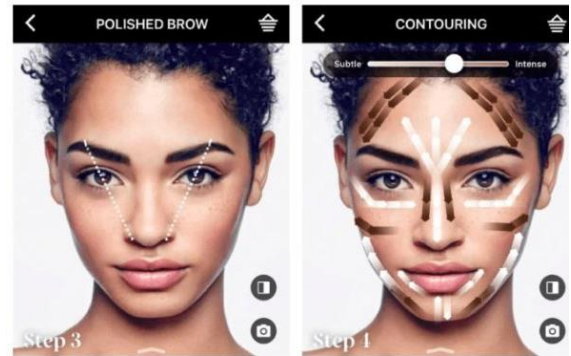 POLISHED BROW
Step 3
CONTOURING
Subtle
Intense
Step 4